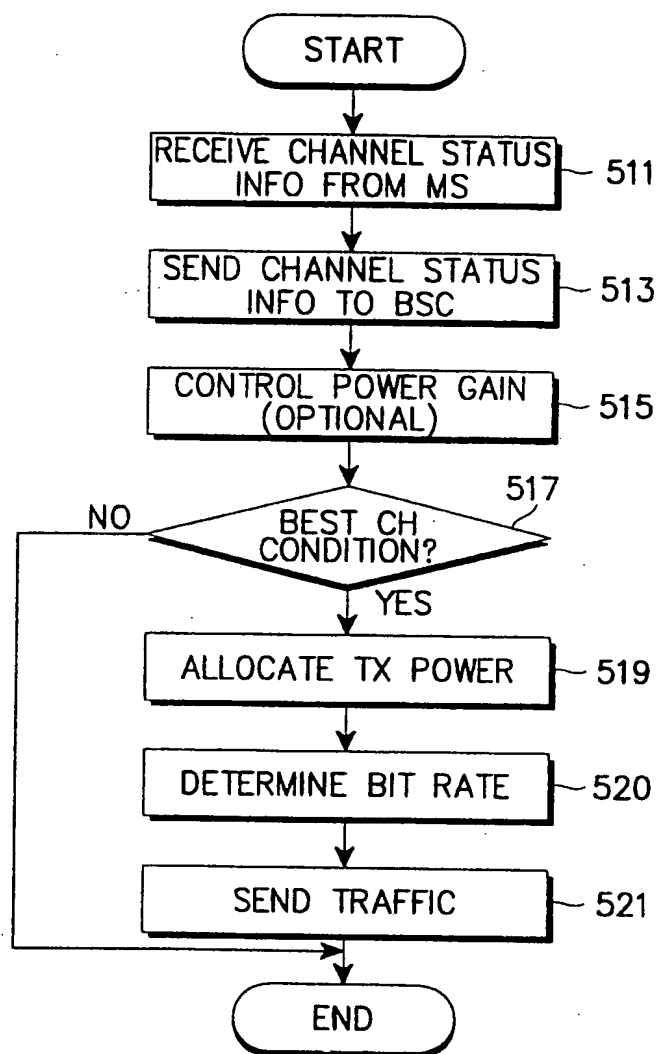 START
RECEIVE CHANNEL STATUS
INFO FROM MS
511
SEND CHANNEL STATUS
INFO TO BSC
513
CONTROL POWER GAIN
(OPTIONAL)
515
517
NO
BEST CH
CONDITION?
YES
ALLOCATE TX POWER
519
DETERMINE BIT RATE
520
SEND TRAFFIC
521
END